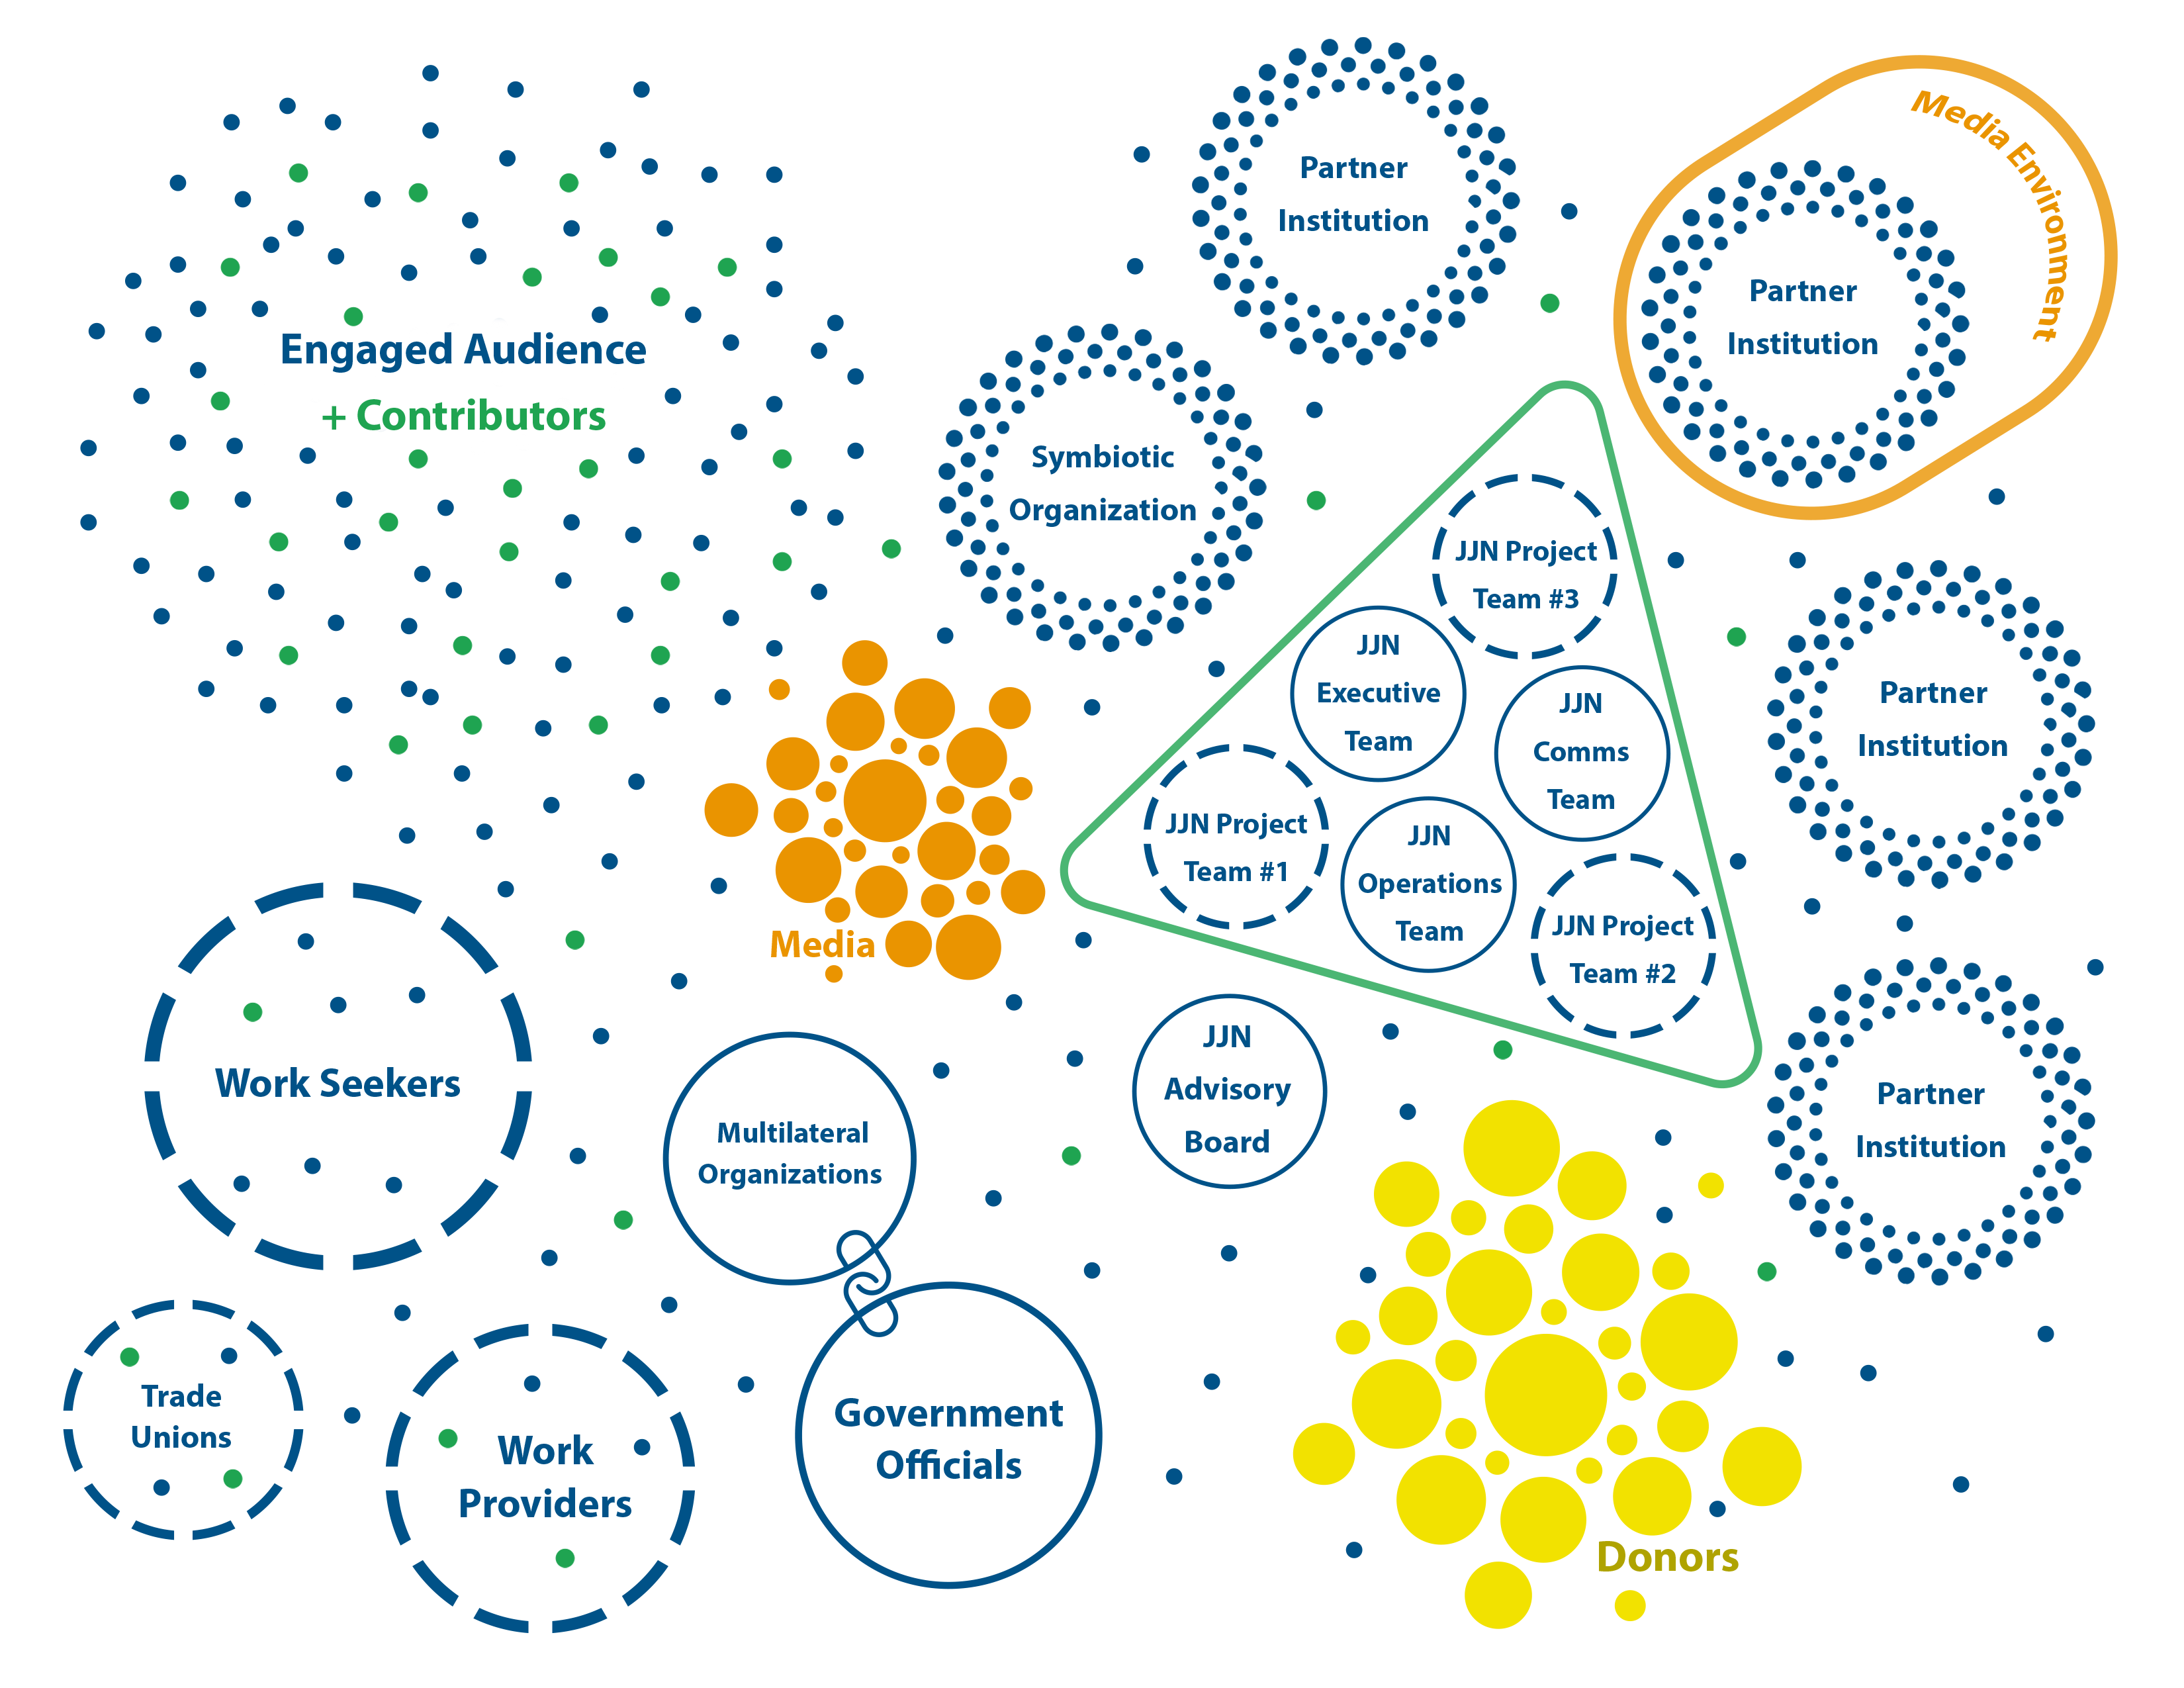 Partner
Institution
Media Environment
Partner
Institution
Engaged Audience
+ Contributors
Symbiotic
Organization
JJN Project
Team #3
JJN
Executive
Team
JJN
Comms
Team
Partner
Institution
JJN Project
Team #1
JJN
Operations
Team
JJN Project
Team #2
Media
Work Seekers
Multilateral
Organizations
JJN
Advisory
Board
Partner
Institution
Trade
Unions
Work
Providers
Government
Officials
Donors